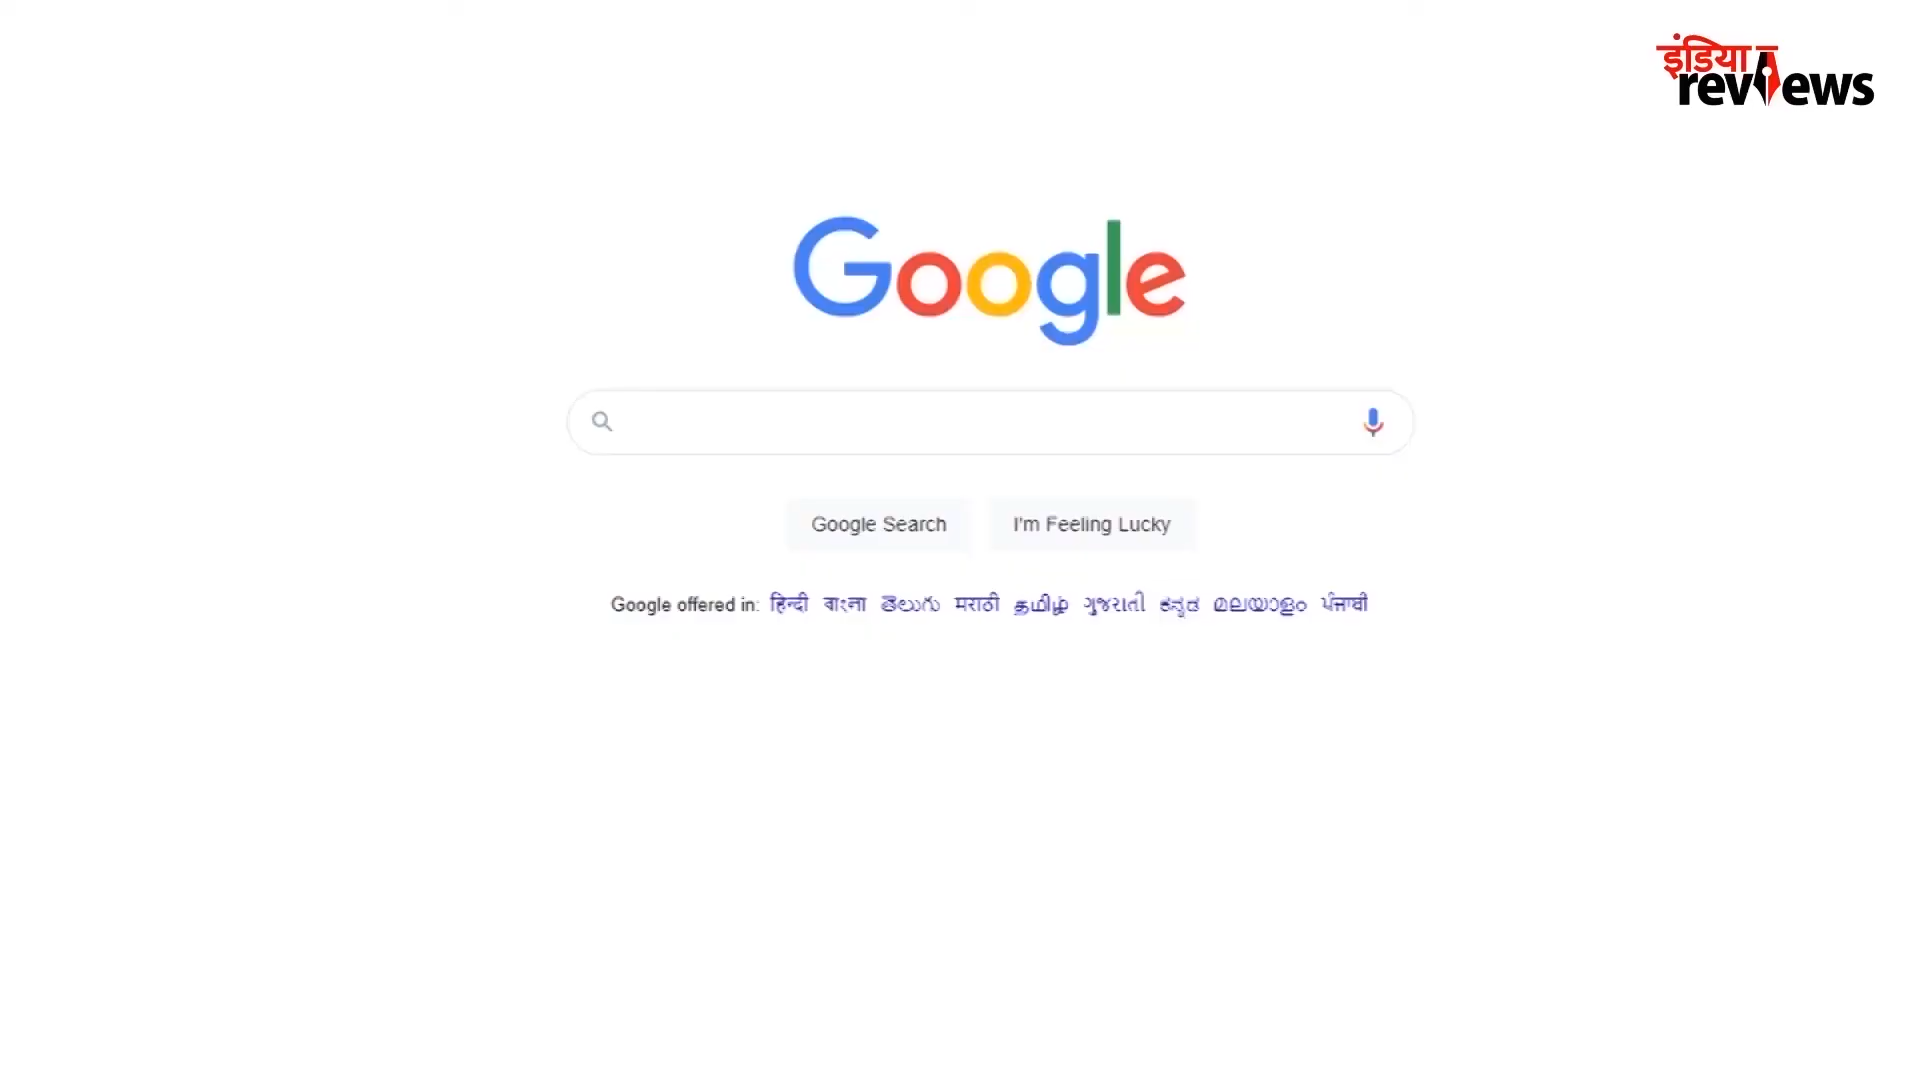 इंडिया
reviews
Google
Google Search I'm Feeling Lucky
Google offered in: हिन्दी বাংলা తెలుగు मराठी தமிழ் ગુજરાતી ಕನ್ನಡ മലയാളം ਪੰਜਾਬੀ